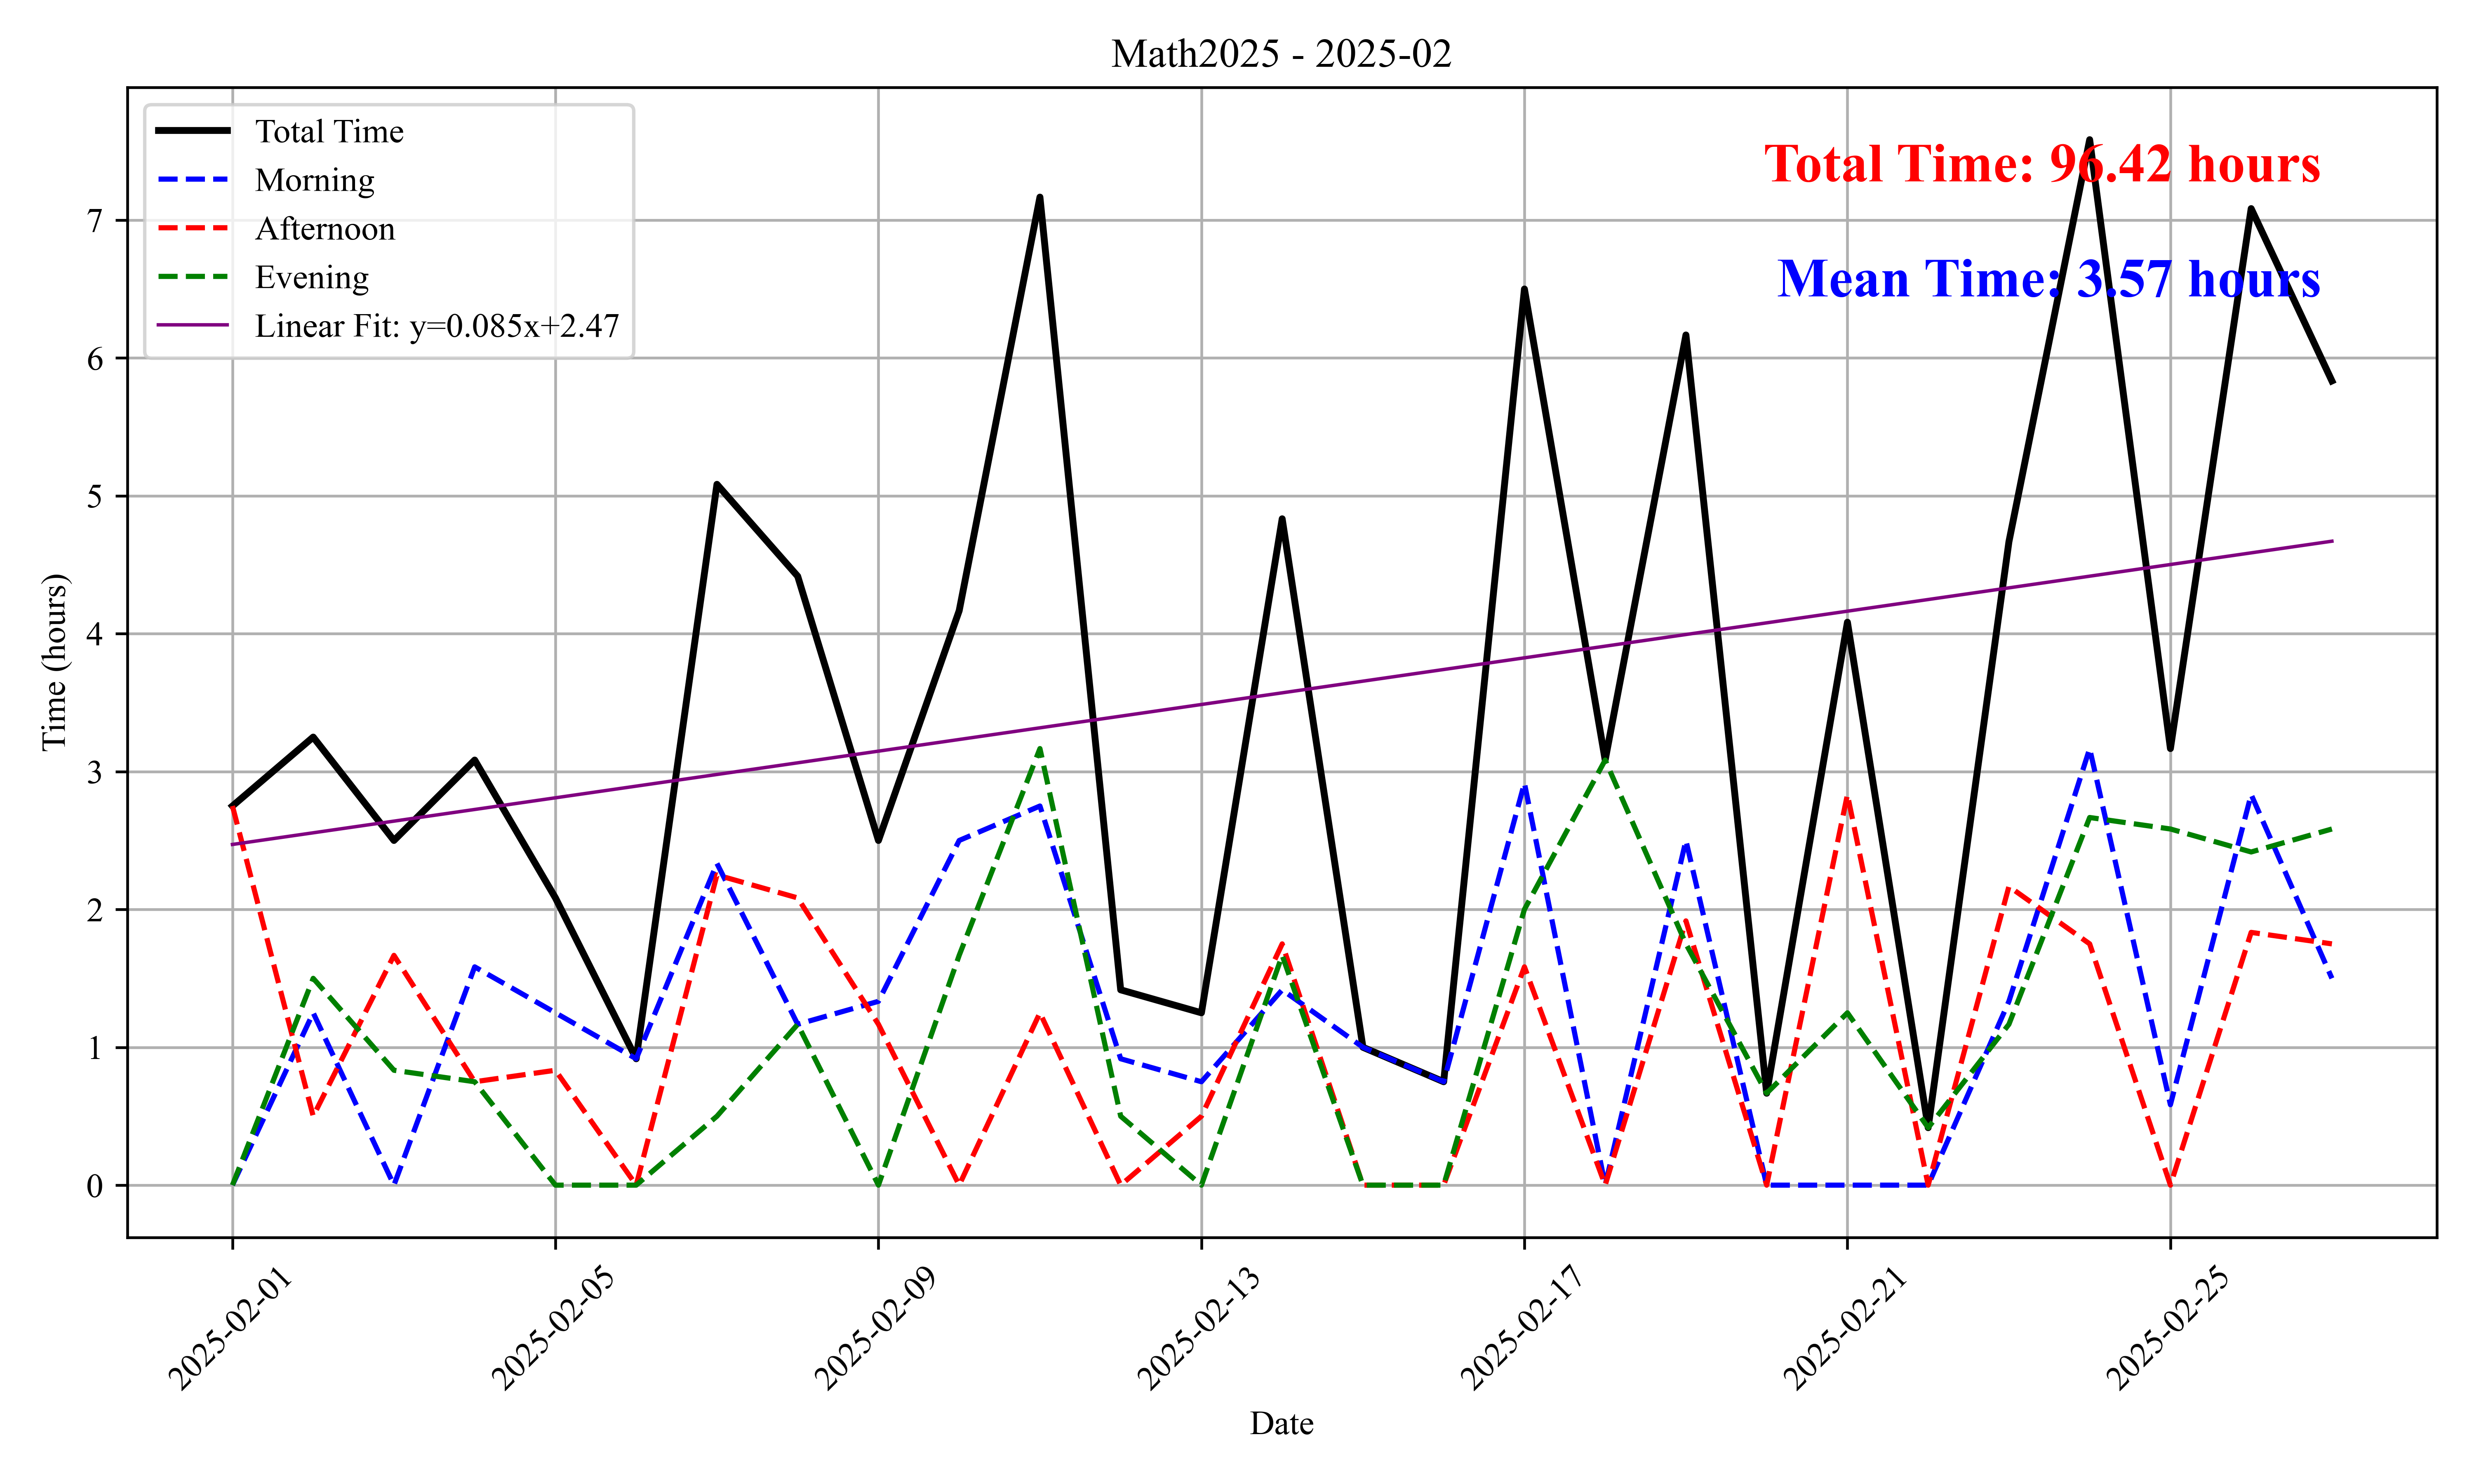 Math2025 - 2025-02
Total Time
Morning
Afternoon
Evening
Linear Fit: y=0.085x+2.47
Total Time: 96.42 hours
Mean Time: 3.57 hours
Time (hours)
7
6
5
4
3
2
1
0
2025-02-01
2025-02-05
2025-02-09
2025-02-13
2025-02-17
2025-02-21
2025-02-25
Date